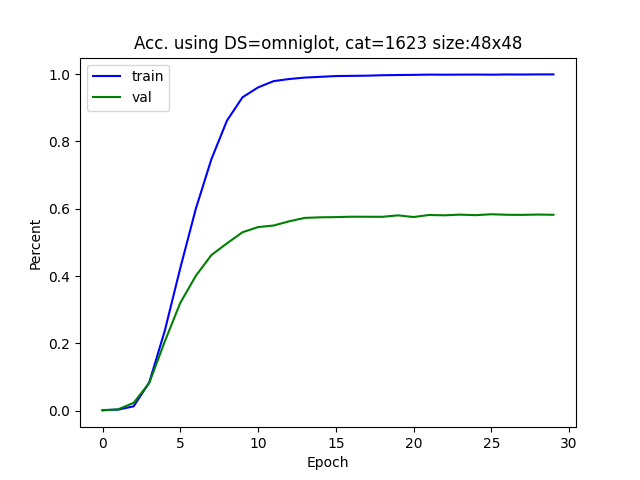 Acc. using DS=omniglot, cat=1623 size:48x48
train
val
1.0
0.8
0.6
0.4
0.2
0.0
Percent
0 5 10 15 20 25 30
Epoch